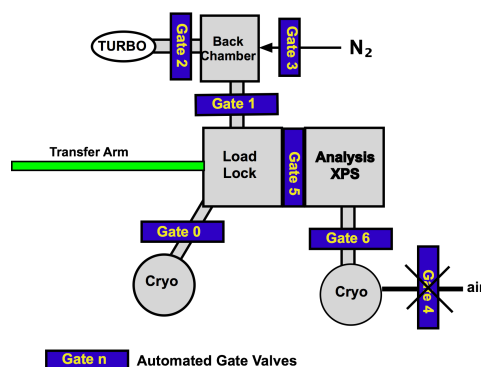 TURBO
Gate 2
Back
Chamber
Gate 3
N2
Gate 1
Transfer Arm
Load
Lock
Gate 5
Analysis
XPS
Gate 0
Gate 6
Cryo
Cryo
Gate 4
air
Gate n
Automated Gate Valves